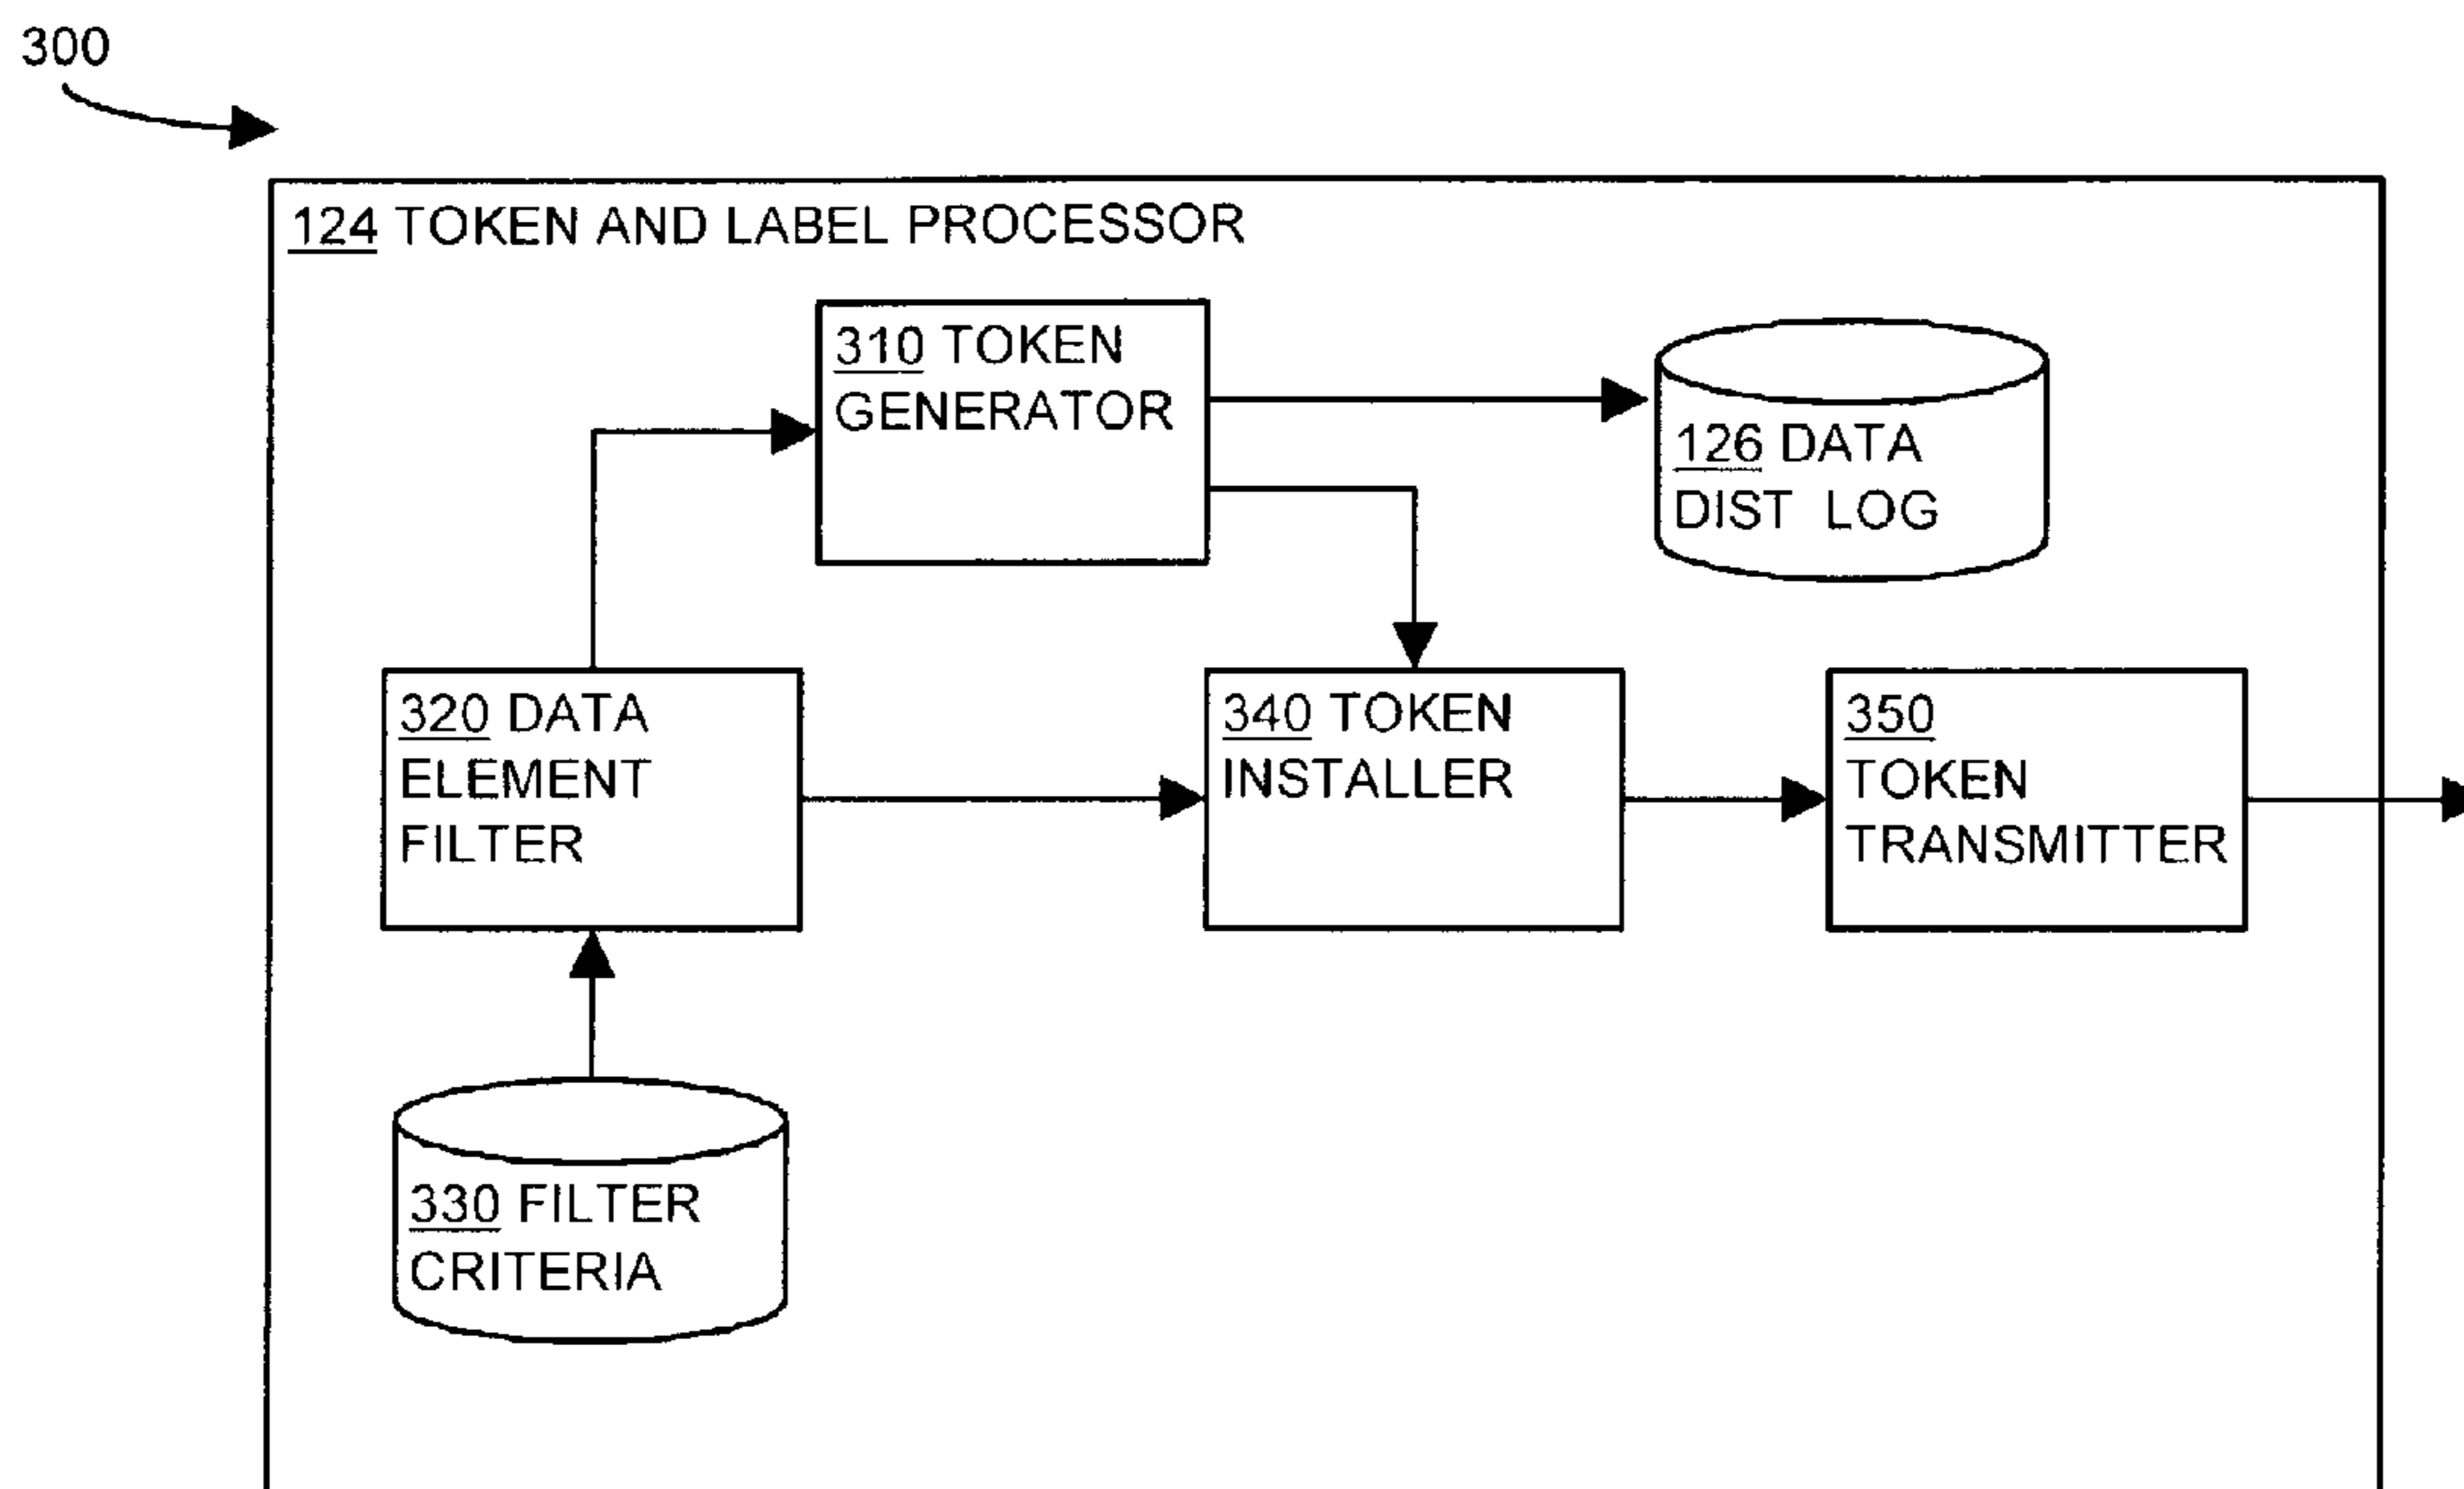 300
124 TOKEN AND LABEL PROCESSOR
310 TOKEN
GENERATOR
126 DATA
DIST LOG
320 DATA
ELEMENT
FILTER
340 TOKEN
INSTALLER
350
TOKEN
TRANSMITTER
330 FILTER
CRITERIA